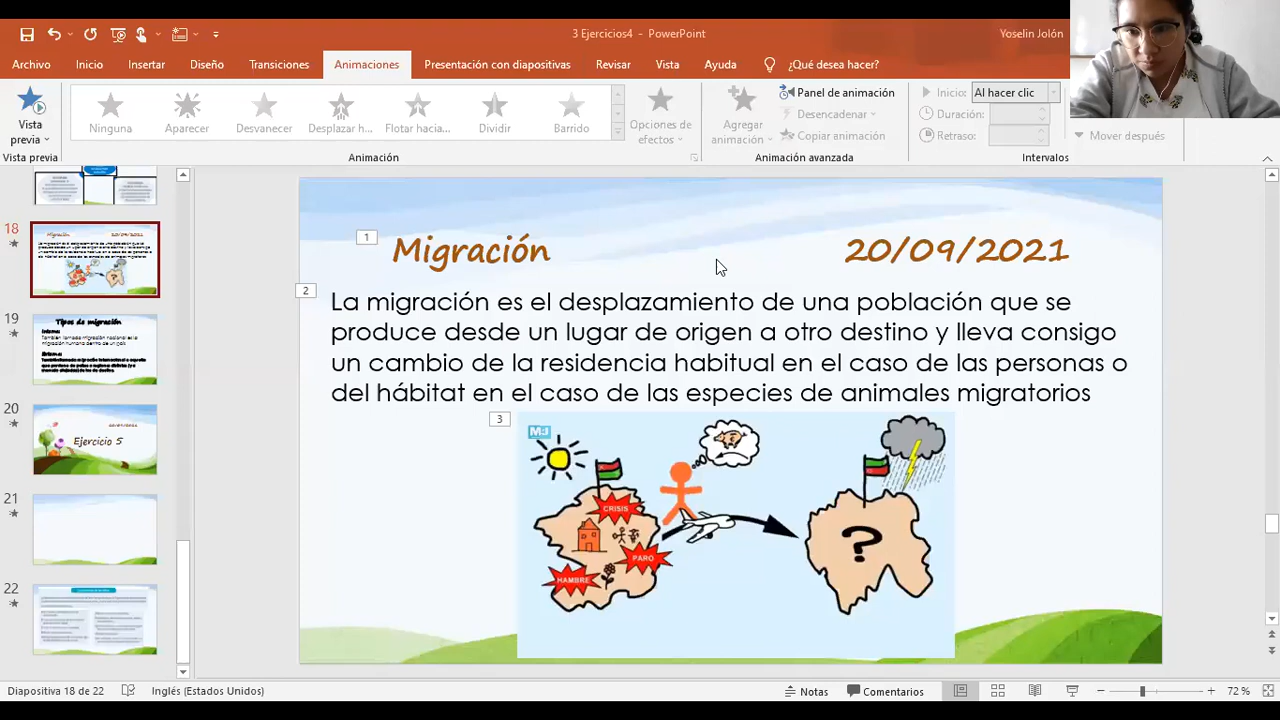 3 Ejercicios4 - PowerPoint
Yoselin Jolón
Archivo
Inicio
Insertar
Diseño
Transiciones
Animaciones
Presentación con diapositivas
Revisar
Vista
Ayuda
¿Qué desea hacer?
Vista previa
Ninguna
Aparecer
Desvanecer
Desplazar h...
Flotar hacia...
Dividir
Barrido
Opciones de efectos
Agregar animación
Panel de animación
Desencadenar
Copiar animación
Inicio: Al hacer clic
Duración:
Retraso:
Mover después
Vista previa
Animación
Animación avanzada
Intervalos
18
Migración 20/09/2021
19
Tipos de migración
20
Ejercicio 5
21
22
1
Migración 20/09/2021
2
La migración es el desplazamiento de una población que se
produce desde un lugar de origen a otro destino y lleva consigo
un cambio de la residencia habitual en el caso de las personas o
del hábitat en el caso de las especies de animales migratorios
3
MJ
CRISIS
PARO
HAMBRE
?
Diapositiva 18 de 22
Inglés (Estados Unidos)
Notas
Comentarios
72 %